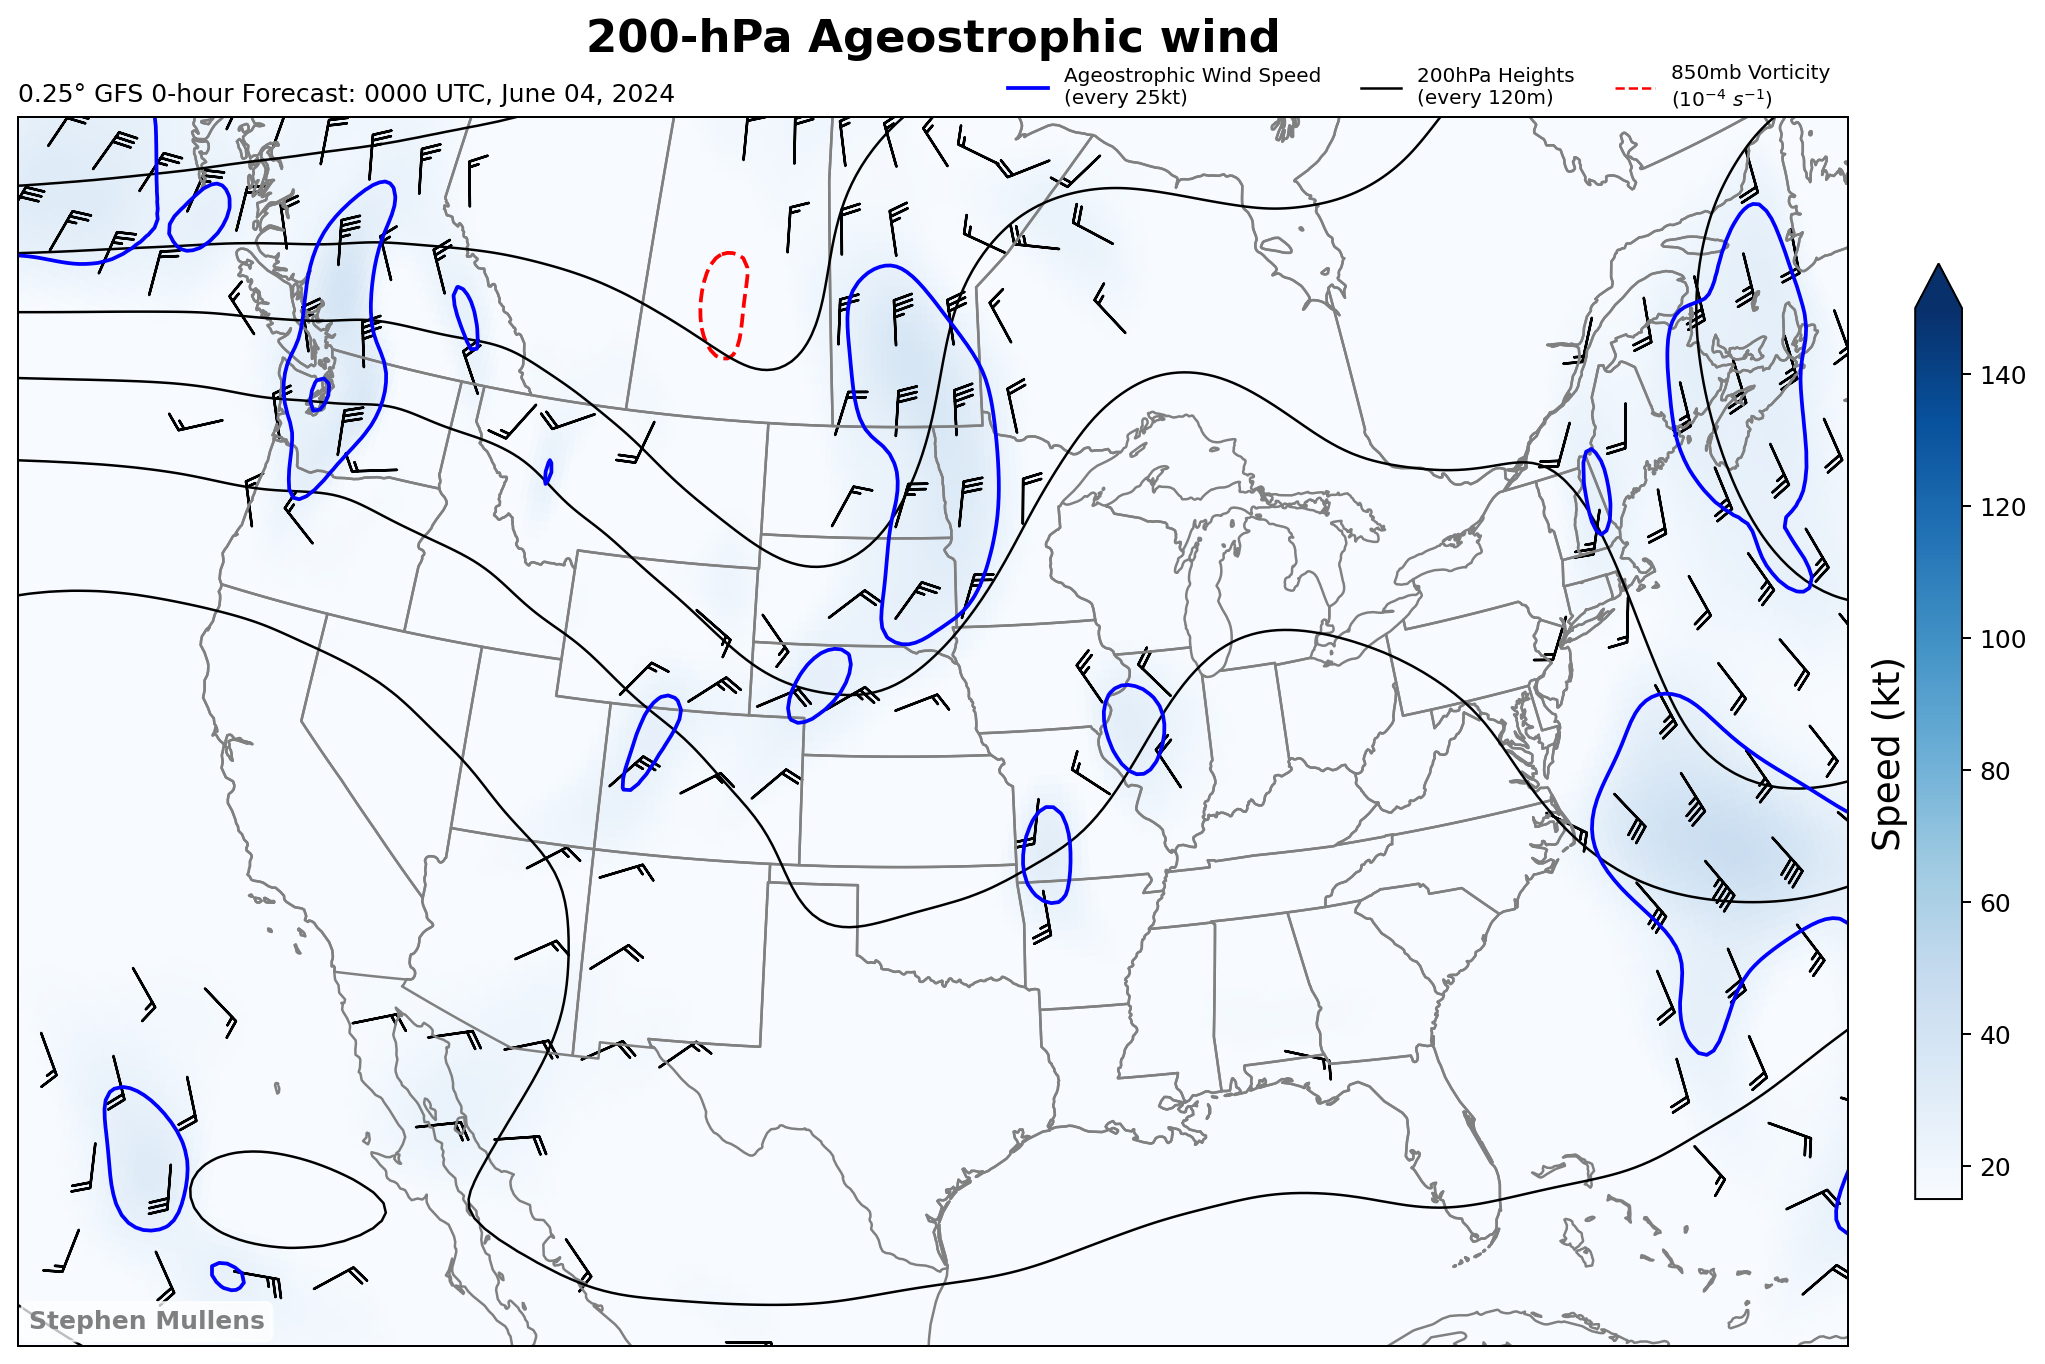 200-hPa Ageostrophic wind
0.25° GFS 0-hour Forecast: 0000 UTC, June 04, 2024
Ageostrophic Wind Speed
(every 25kt)
200hPa Heights
(every 120m)
850mb Vorticity
(10⁻⁴ s⁻¹)
140
120
100
80
60
40
20
Speed (kt)
Stephen Mullens